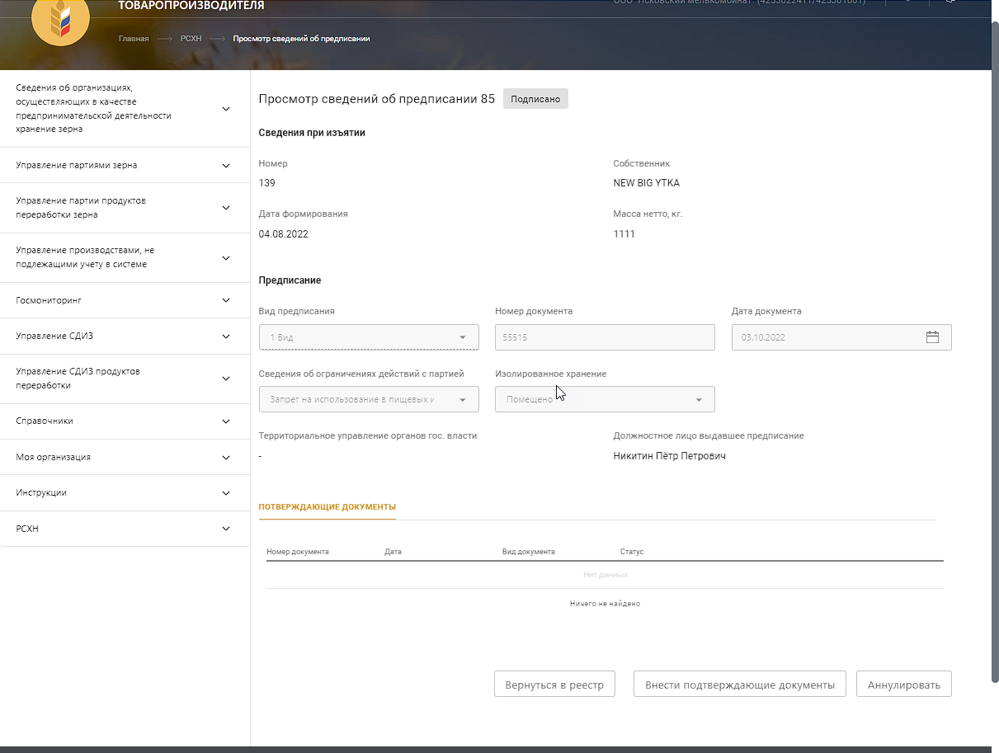 ТОВАРОПРОИЗВОДИТЕЛЯ
ООО "Псковский мелькомбинат"
Главная
РСХН
Просмотр сведений об предписании
Сведения об организациях,
осуществляющих в качестве
предпринимательской деятельности
хранение зерна
Управление партиями зерна
Управление партии продуктов
переработки зерна
Управление производствами, не
подлежащими учету в системе
Госмониторинг
Управление СДИЗ
Управление СДИЗ продуктов
переработки
Справочники
Моя организация
Инструкции
РСХН
Просмотр сведений об предписании 85
Подписано
Сведения при изъятии
Номер
139
Собственник
NEW BIG YTKA
Дата формирования
04.08.2022
Масса нетто, кг.
1111
Предписание
Вид предписания
1 Вид
Номер документа
55515
Дата документа
03.10.2022
Сведения об ограничениях действий с партией
Запрет на использование в пищевых и
Изолированное хранение
Помещено
Территориальное управление органов гос. власти
-
Должностное лицо выдавшее предписание
Никитин Пётр Петрович
ПОТВЕРЖДАЮЩИЕ ДОКУМЕНТЫ
Номер документа
Дата
Вид документа
Статус
Нет данных
Ничего не найдено
Вернуться в реестр
Внести подтверждающие документы
Аннулировать